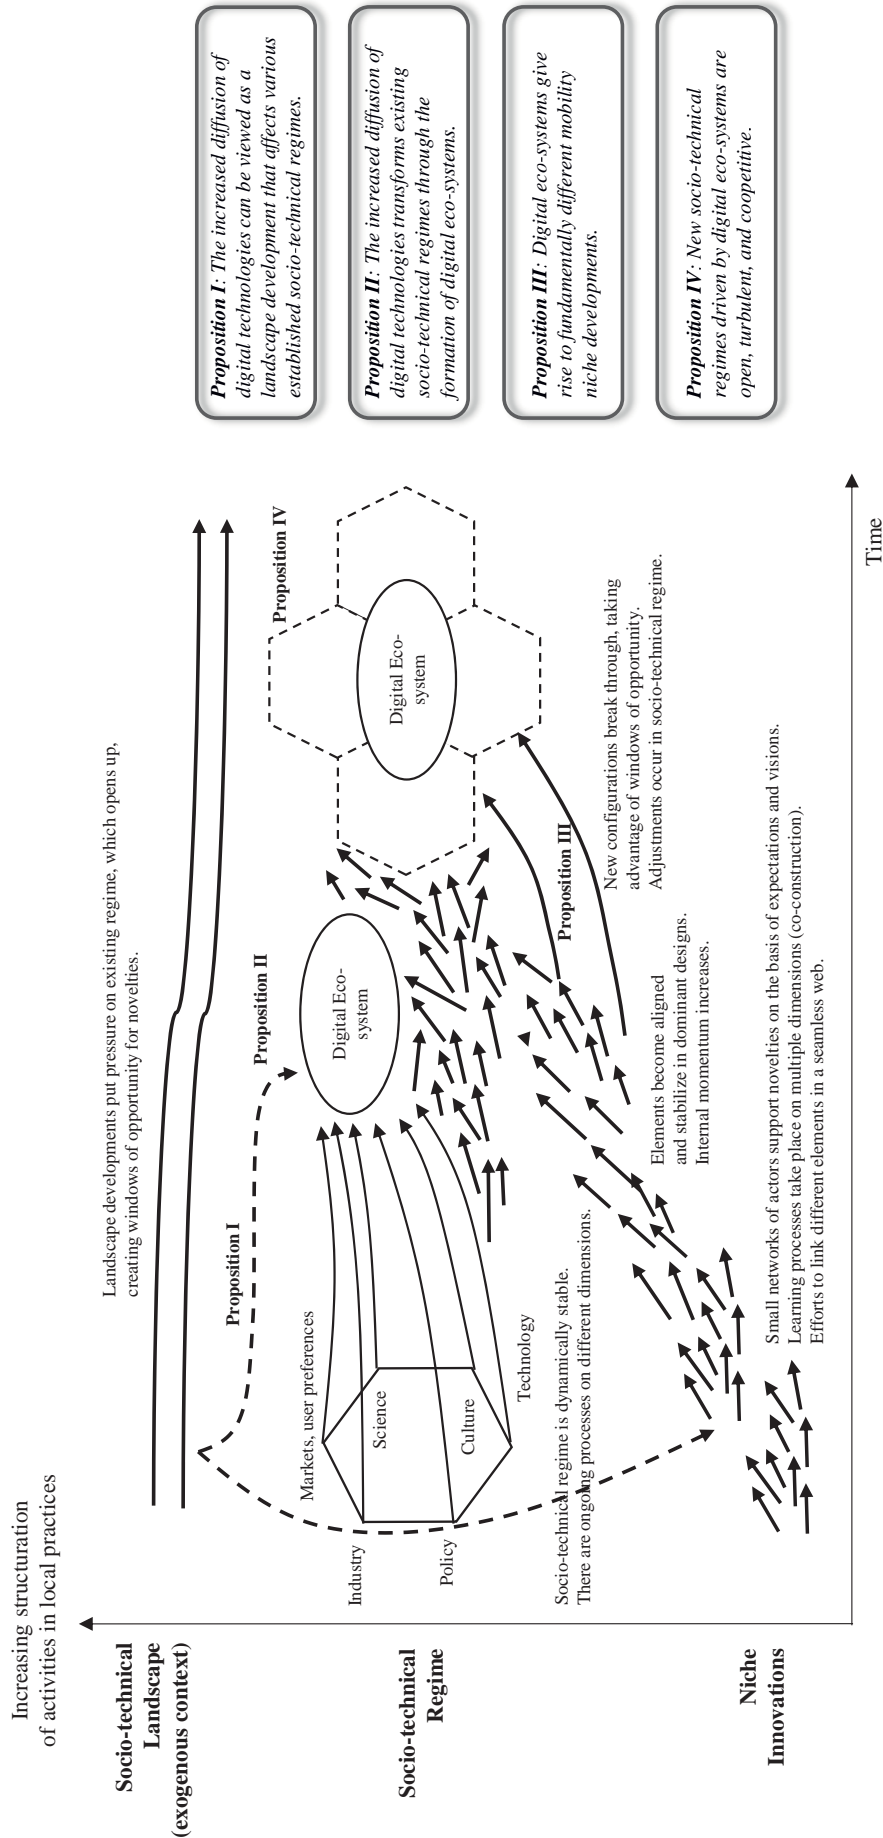 Increasing structuration
of activities in local practices
Socio-technical
Landscape
(exogenous context)
Landscape developments put pressure on existing regime, which opens up,
creating windows of opportunity for novelties.
Proposition I
Proposition II
Proposition IV
Markets, user preferences
Science
Culture
Industry
Policy
Technology
Digital Eco-
system
Digital Eco-
system
Socio-technical
Regime
Socio-technical regime is dynamically stable.
There are ongoing processes on different dimensions.
Proposition III
New configurations break through, taking
advantage of windows of opportunity.
Adjustments occur in socio-technical regime.
Elements become aligned
and stabilize in dominant designs.
Internal momentum increases.
Niche
Innovations
Small networks of actors support novelties on the basis of expectations and visions.
Learning processes take place on multiple dimensions (co-construction).
Efforts to link different elements in a seamless web.
Time
Proposition I: The increased diffusion of
digital technologies can be viewed as a
landscape development that affects various
established socio-technical regimes.
Proposition II: The increased diffusion of
digital technologies transforms existing
socio-technical regimes through the
formation of digital eco-systems.
Proposition III: Digital eco-systems give
rise to fundamentally different mobility
niche developments.
Proposition IV: New socio-technical
regimes driven by digital eco-systems are
open, turbulent, and coopetitive.